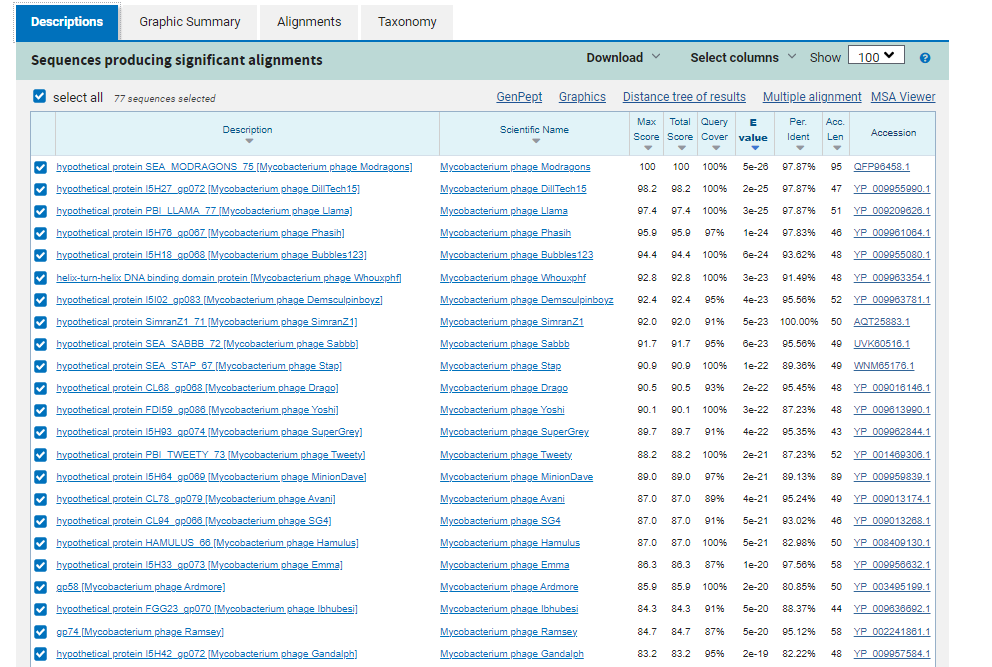 Descriptions Graphic Summary Alignments Taxonomy
Sequences producing significant alignments Download Select columns Show 100 ?
select all 77 sequences selected GenPept Graphics Distance tree of results Multiple alignment MSA Viewer
Description Scientific Name Max Score Total Score Query Cover E value Per. Ident Acc. Len Accession
hypothetical protein SEA_MODRAGONS_75 [Mycobacterium phage Modragons] Mycobacterium phage Modragons 100 100 100% 5e-26 97.87% 95 QFP96458.1
hypothetical protein I5H27_gp072 [Mycobacterium phage DillTech15] Mycobacterium phage DillTech15 98.2 98.2 100% 2e-25 97.87% 47 YP_009955990.1
hypothetical protein PBI_LLAMA_77 [Mycobacterium phage Llama] Mycobacterium phage Llama 97.4 97.4 100% 3e-25 97.87% 51 YP_009209626.1
hypothetical protein I5H76_gp067 [Mycobacterium phage Phasih] Mycobacterium phage Phasih 95.9 95.9 97% 1e-24 97.83% 46 YP_009961064.1
hypothetical protein I5H18_gp068 [Mycobacterium phage Bubbles123] Mycobacterium phage Bubbles123 94.4 94.4 100% 6e-24 93.62% 48 YP_009955080.1
helix-turn-helix DNA binding domain protein [Mycobacterium phage Whouxphf] Mycobacterium phage Whouxphf 92.8 92.8 100% 3e-23 91.49% 48 YP_009963354.1
hypothetical protein I5I02_gp083 [Mycobacterium phage Demsculpinboyz] Mycobacterium phage Demsculpinboyz 92.4 92.4 95% 4e-23 95.56% 52 YP_009963781.1
hypothetical protein SimranZ1_71 [Mycobacterium phage SimranZ1] Mycobacterium phage SimranZ1 92.0 92.0 91% 5e-23 100.00% 50 AQT25883.1
hypothetical protein SEA_SABBB_72 [Mycobacterium phage Sabbb] Mycobacterium phage Sabbb 91.7 91.7 95% 6e-23 95.56% 49 UVK60516.1
hypothetical protein SEA_STAP_67 [Mycobacterium phage Stap] Mycobacterium phage Stap 90.9 90.9 100% 1e-22 89.36% 49 WNM65176.1
hypothetical protein CL68_gp068 [Mycobacterium phage Drago] Mycobacterium phage Drago 90.5 90.5 93% 2e-22 95.45% 48 YP_009016146.1
hypothetical protein FDI59_gp086 [Mycobacterium phage Yoshi] Mycobacterium phage Yoshi 90.1 90.1 100% 3e-22 87.23% 48 YP_009613990.1
hypothetical protein I5H93_gp074 [Mycobacterium phage SuperGrey] Mycobacterium phage SuperGrey 89.7 89.7 91% 4e-22 95.35% 43 YP_009962844.1
hypothetical protein PBI_TWEETY_73 [Mycobacterium phage Tweety] Mycobacterium phage Tweety 88.2 88.2 100% 2e-21 87.23% 52 YP_001469306.1
hypothetical protein I5H64_gp069 [Mycobacterium phage MinionDave] Mycobacterium phage MinionDave 89.0 89.0 97% 2e-21 89.13% 89 YP_009959839.1
hypothetical protein CL78_gp079 [Mycobacterium phage Avani] Mycobacterium phage Avani 87.0 87.0 89% 4e-21 95.24% 49 YP_009013174.1
hypothetical protein CL94_gp066 [Mycobacterium phage SG4] Mycobacterium phage SG4 87.0 87.0 91% 5e-21 93.02% 46 YP_009013268.1
hypothetical protein HAMULUS_66 [Mycobacterium phage Hamulus] Mycobacterium phage Hamulus 87.0 87.0 100% 5e-21 82.98% 50 YP_008409130.1
hypothetical protein I5H33_gp073 [Mycobacterium phage Emma] Mycobacterium phage Emma 86.3 86.3 87% 1e-20 97.56% 58 YP_009956632.1
gp58 [Mycobacterium phage Ardmore] Mycobacterium phage Ardmore 85.9 85.9 100% 2e-20 80.85% 50 YP_003495199.1
hypothetical protein FGG23_gp070 [Mycobacterium phage Ibhubesi] Mycobacterium phage Ibhubesi 84.3 84.3 91% 5e-20 88.37% 44 YP_009636692.1
gp74 [Mycobacterium phage Ramsey] Mycobacterium phage Ramsey 84.7 84.7 87% 5e-20 95.12% 58 YP_002241861.1
hypothetical protein I5H42_gp072 [Mycobacterium phage Gandalph] Mycobacterium phage Gandalph 83.2 83.2 95% 2e-19 82.22% 48 YP_009957584.1